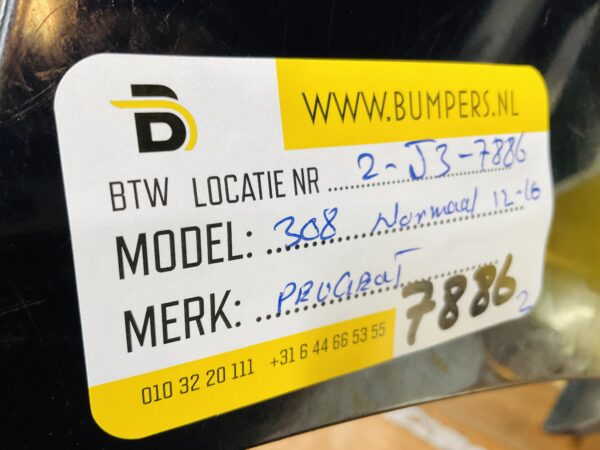 WWW.BUMPERS.NL
BTW LOCATIE NR 2-J3-7886
MODEL: 308 Normaal 12-16
MERK: PEUGEOT
7886
2
010 32 20 111 +31 6 44 66 53 55